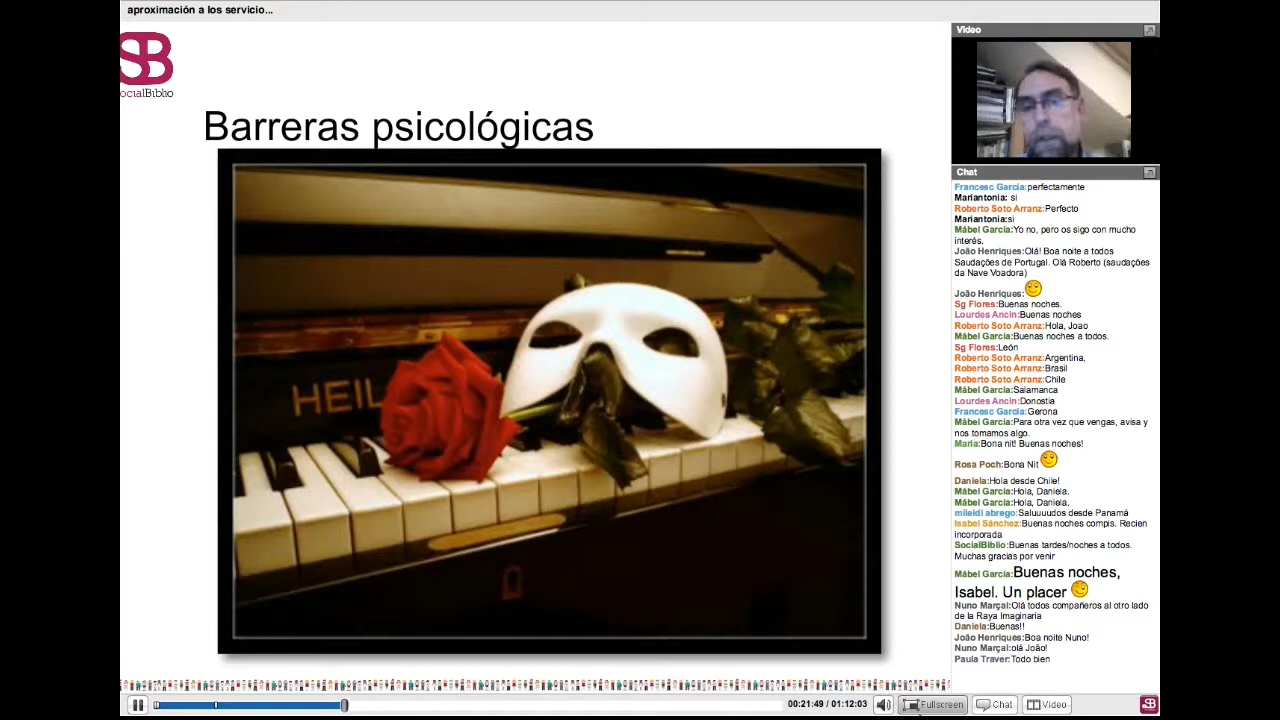 aproximación a los servicio...
SB
ocialBiblio
Barreras psicológicas
HEIL
Video
Chat
Francesc García:perfectamente
Mariantonia: si
Roberto Soto Arranz:Perfecto
Mariantonia:si
Mábel García:Yo no, pero os sigo con mucho
interés.
João Henriques:Olá! Boa noite a todos
Saudações de Portugal. Olá Roberto (saudações
da Nave Voadora)
João Henriques:
Sg Flores:Buenas noches.
Lourdes Ancin:Buenas noches
Roberto Soto Arranz:Hola, Joao
Mábel García:Buenas noches a todos.
Sg Flores:León
Roberto Soto Arranz:Argentina,
Roberto Soto Arranz:Brasil
Roberto Soto Arranz:Chile
Mábel García:Salamanca
Lourdes Ancin:Donostia
Francesc García:Gerona
Mábel García:Para otra vez que vengas, avisa y
nos tomamos algo.
Maria:Bona nit! Buenas noches!
Rosa Poch:Bona Nit
Daniela:Hola desde Chile!
Mábel García:Hola, Daniela.
Mábel García:Hola, Daniela.
mileidi abrego:Saluuuudos desde Panamá
Isabel Sánchez:Buenas noches compis. Recien
incorporada
SocialBiblio:Buenas tardes/noches a todos.
Muchas gracias por venir
Mábel García:Buenas noches,
Isabel. Un placer
Nuno Marçal:Olá todos compañeros al otro lado
de la Raya Imaginaria
Daniela:Buenas!!
João Henriques:Boa noite Nuno!
Nuno Marçal:olá João!
Paula Traver:Todo bien
00:21:49 / 01:12:03
Fullscreen
Chat
Video
SB